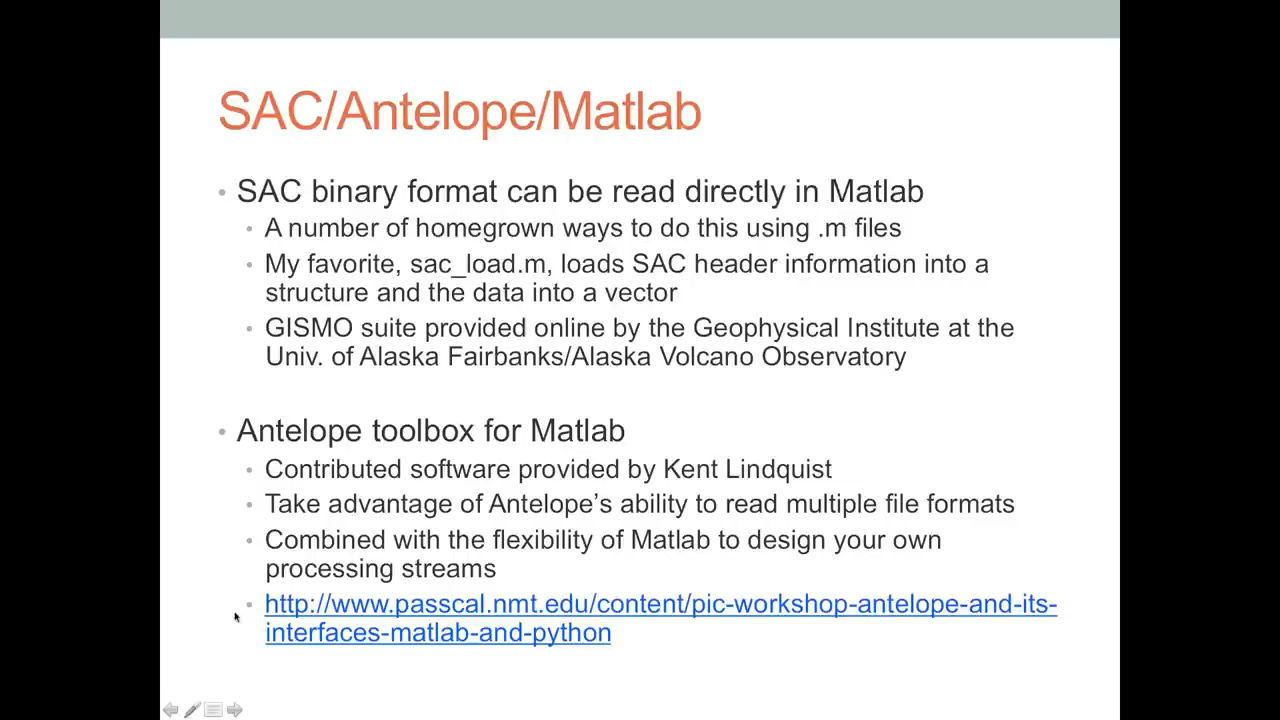 SAC/Antelope/Matlab
• SAC binary format can be read directly in Matlab
• A number of homegrown ways to do this using .m files
• My favorite, sac_load.m, loads SAC header information into a
structure and the data into a vector
• GISMO suite provided online by the Geophysical Institute at the
Univ. of Alaska Fairbanks/Alaska Volcano Observatory
• Antelope toolbox for Matlab
• Contributed software provided by Kent Lindquist
• Take advantage of Antelope’s ability to read multiple file formats
• Combined with the flexibility of Matlab to design your own
processing streams
• http://www.passcal.nmt.edu/content/pic-workshop-antelope-and-its-
interfaces-matlab-and-python